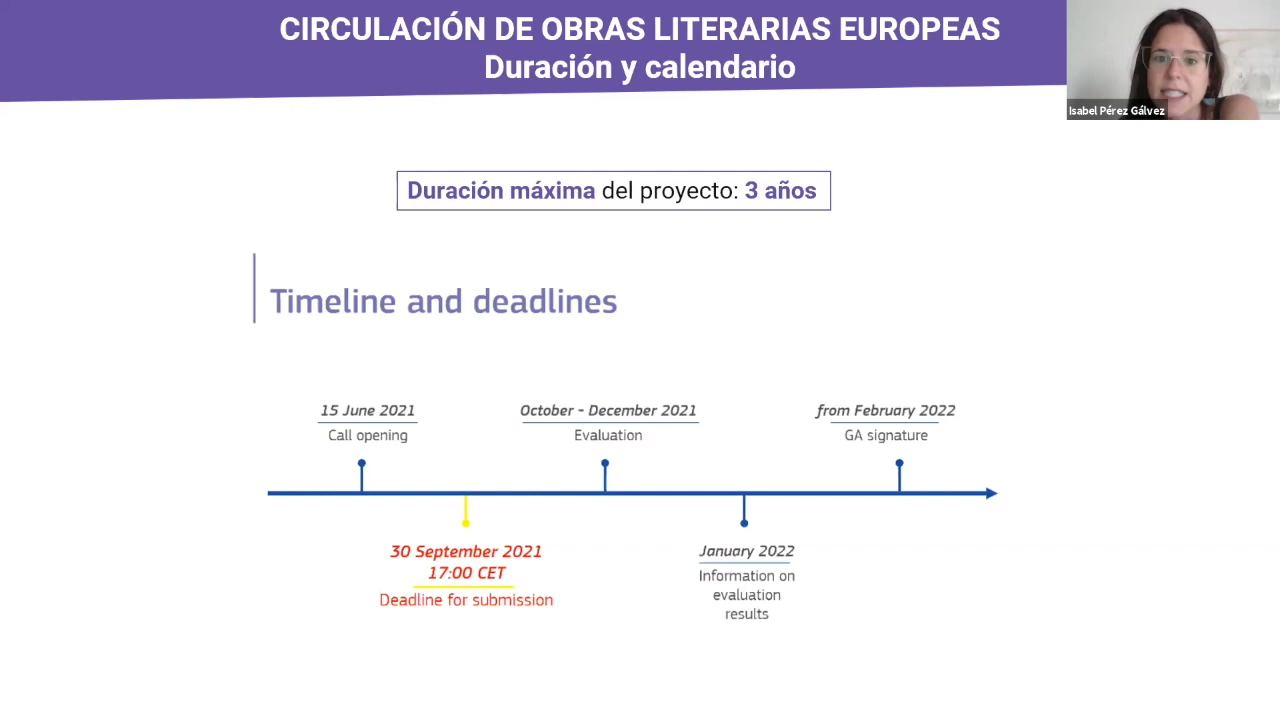 CIRCULACIÓN DE OBRAS LITERARIAS EUROPEAS
Duración y calendario
Isabel Pérez Gálvez
Duración máxima del proyecto: 3 años
Timeline and deadlines
15 June 2021
Call opening
October - December 2021
Evaluation
from February 2022
GA signature
30 September 2021
17:00 CET
Deadline for submission
January 2022
Information on
evaluation
results